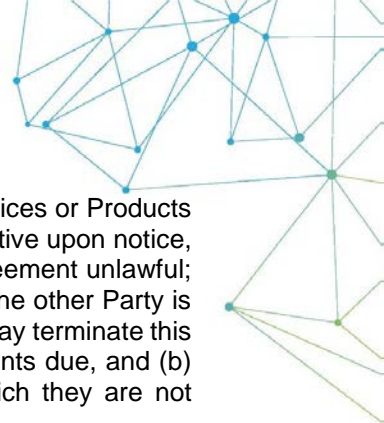 ices or Products
tive upon notice,
eement unlawful;
he other Party is
ay terminate this
nts due, and (b)
ich they are not